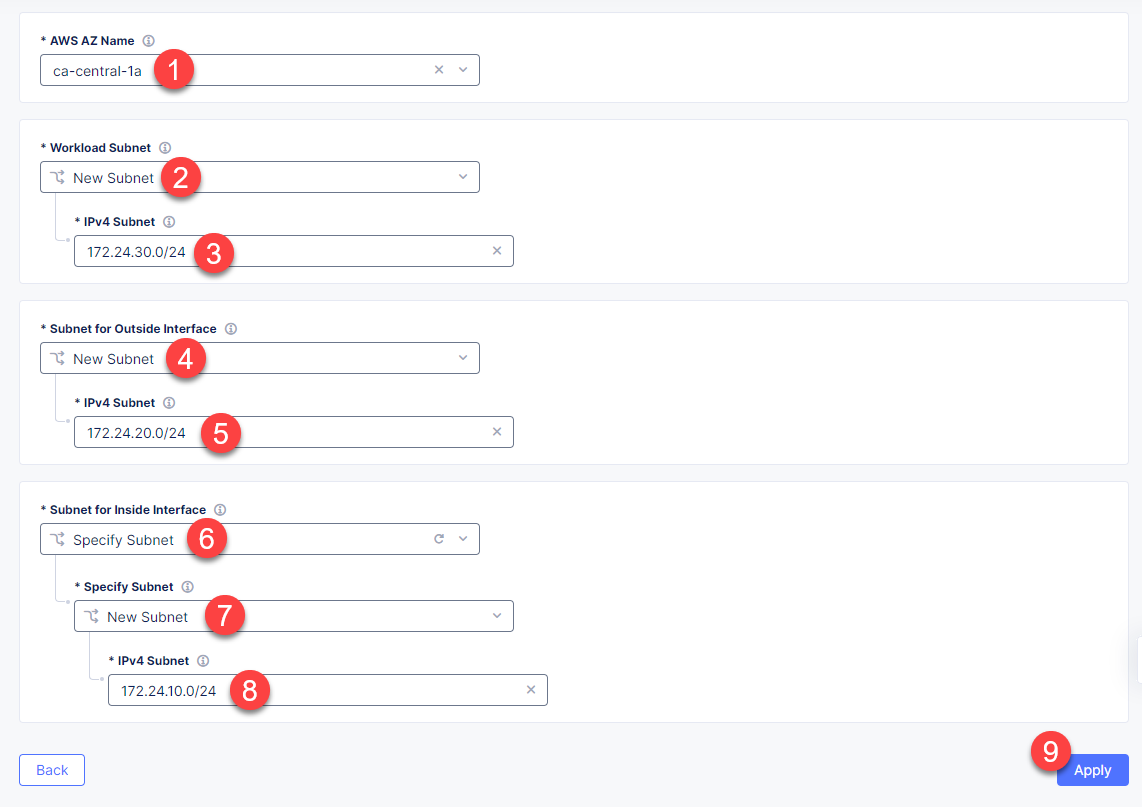 * AWS AZ Name
ca-central-1a 1
* Workload Subnet
New Subnet 2
* IPv4 Subnet
172.24.30.0/24 3
* Subnet for Outside Interface
New Subnet 4
* IPv4 Subnet
172.24.20.0/24 5
* Subnet for Inside Interface
Specify Subnet 6
* Specify Subnet
New Subnet 7
* IPv4 Subnet
172.24.10.0/24 8
Back 9 Apply